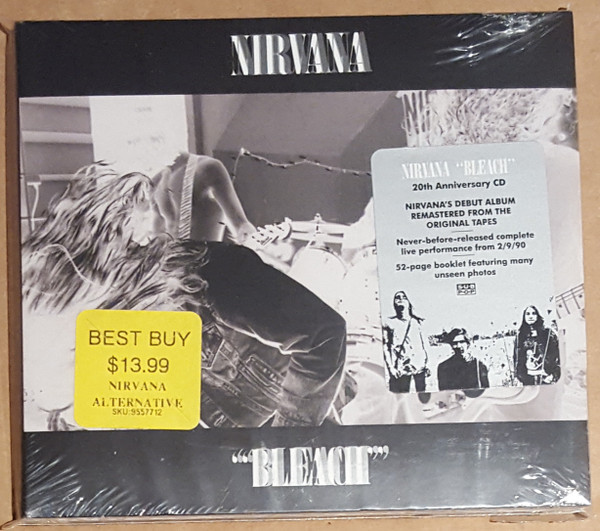 NIRVANA
NIRVANA "BLEACH"
20th Anniversary CD
NIRVANA'S DEBUT ALBUM
REMASTERED FROM THE
ORIGINAL TAPES
Never-before-released complete
live performance from 2/9/90
52-page booklet featuring many
unseen photos
SUB
POP
BEST BUY
$13.99
NIRVANA
ALTERNATIVE
SKU:9557712
"BLEACH"